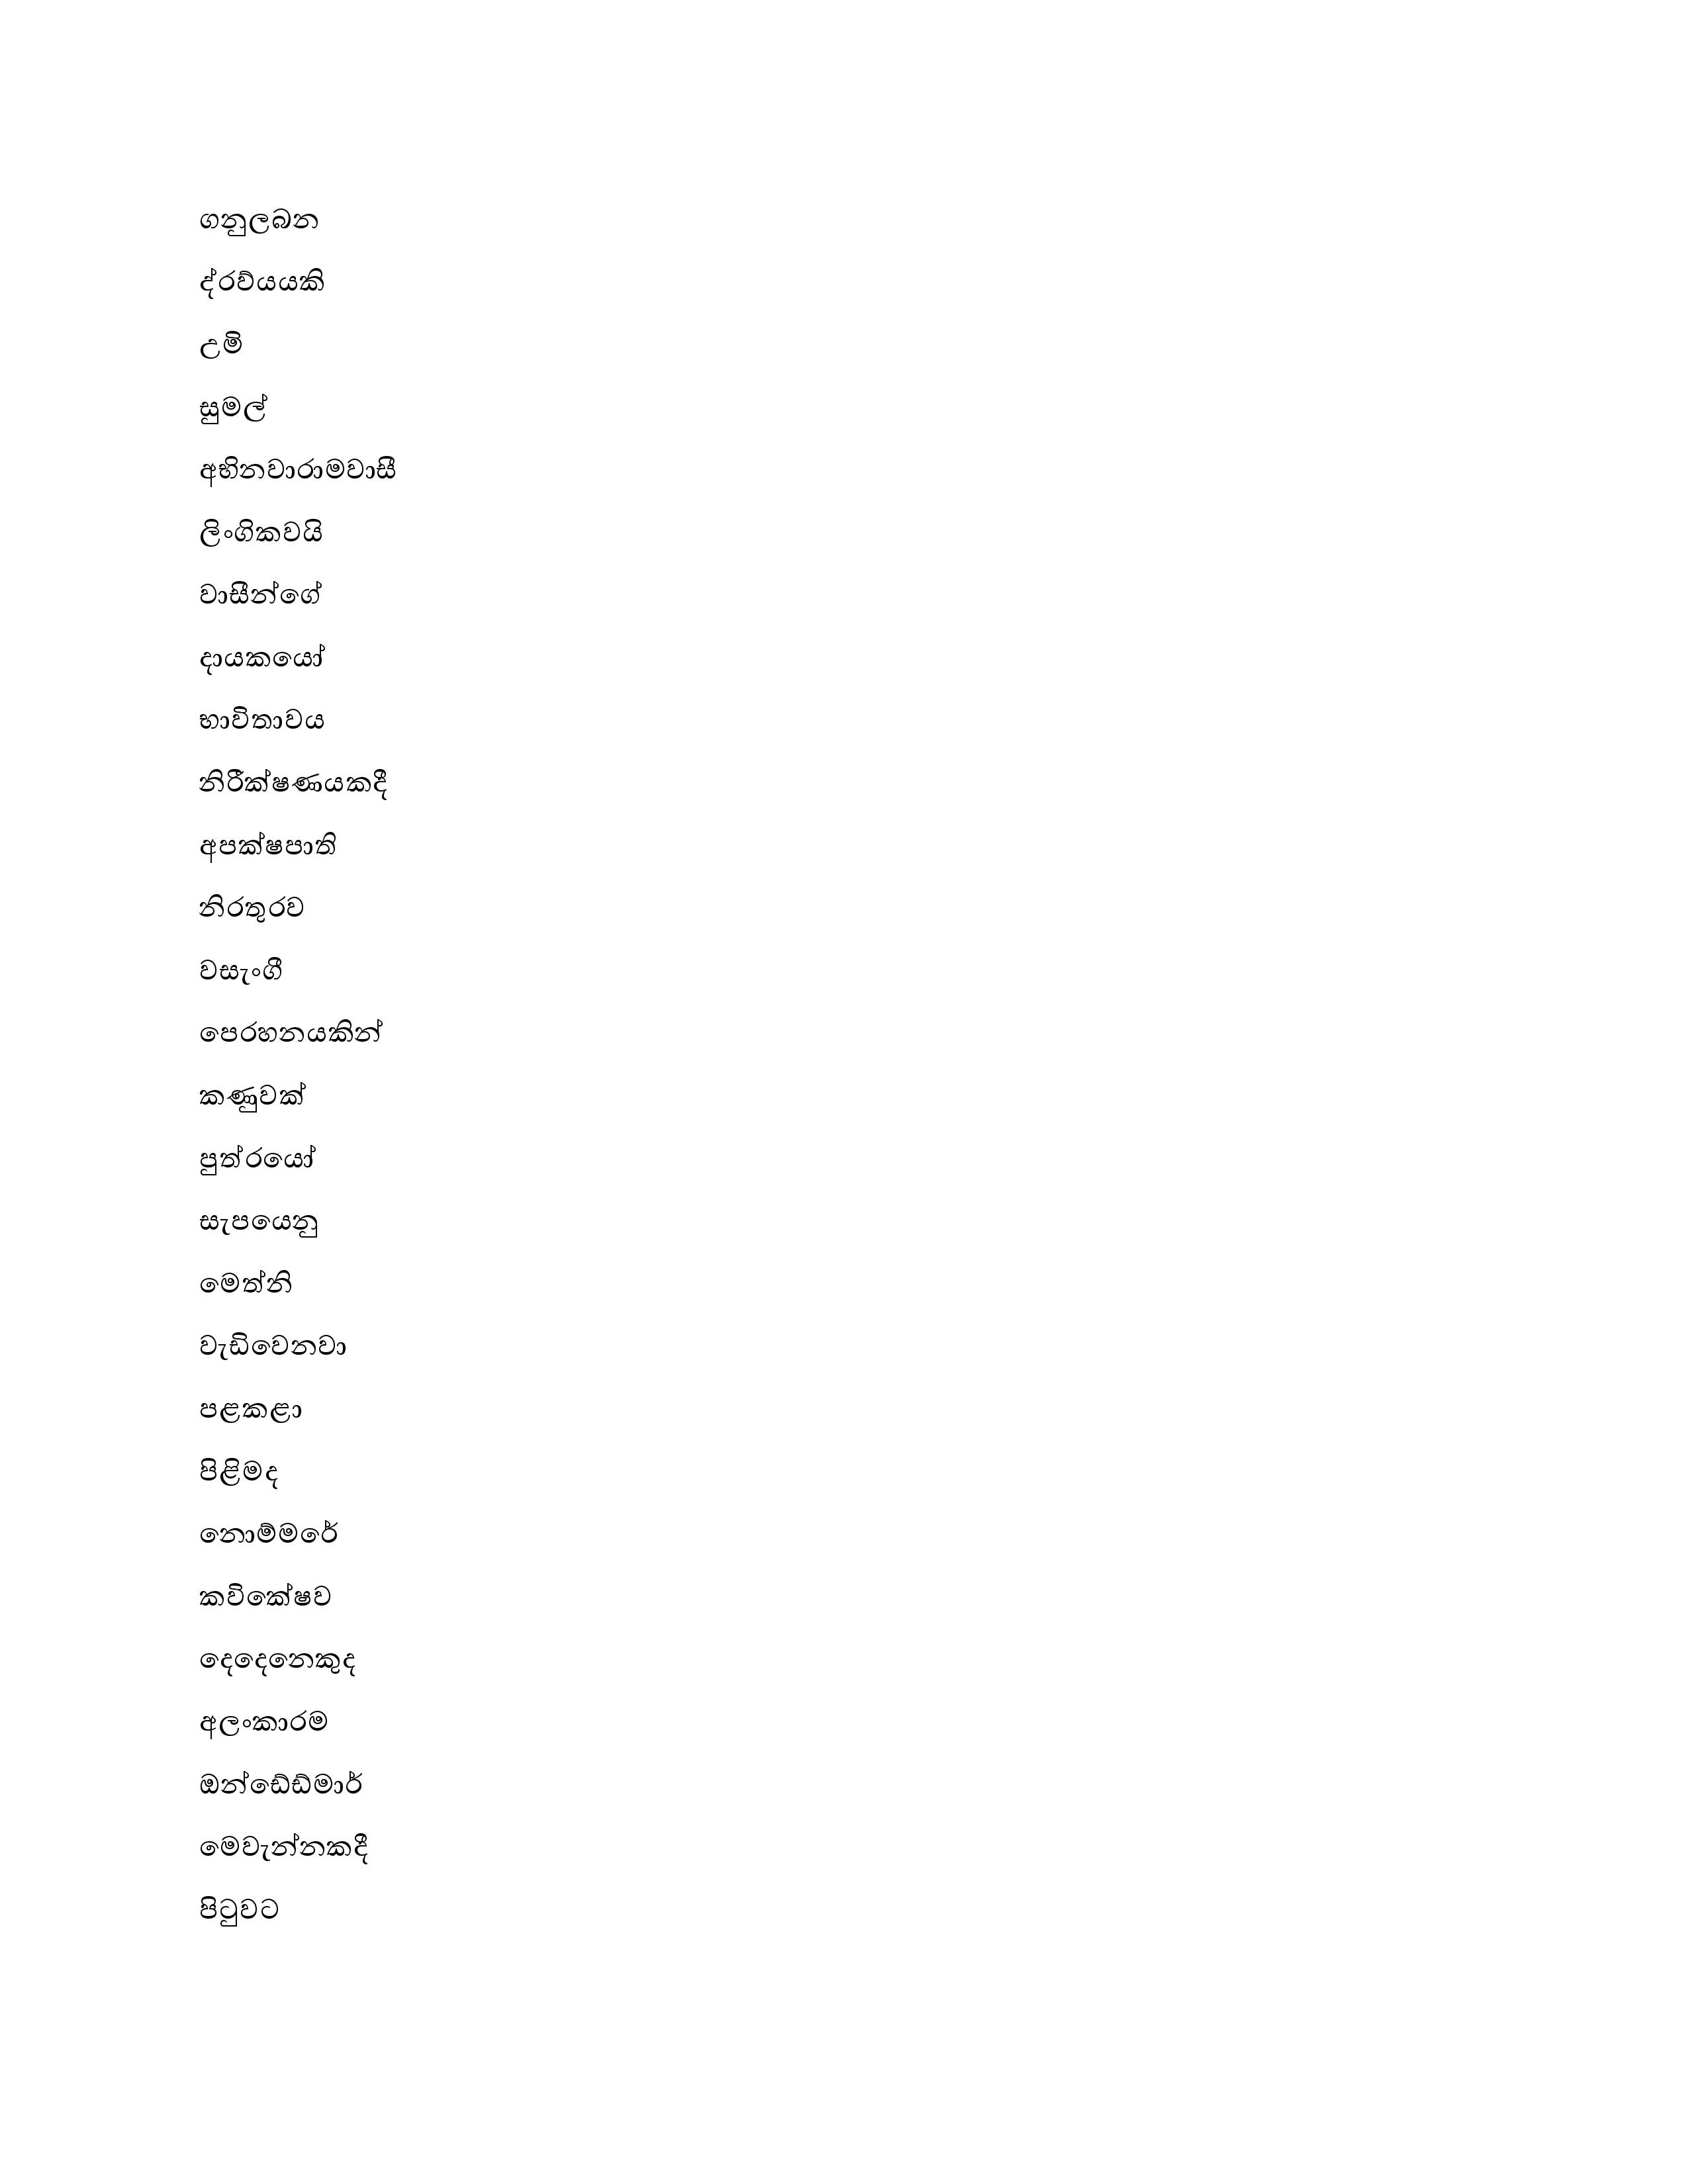 ගනුලබන
ද්රව්යයකි
උම්
සුමල්
අභිනවාරාමවාසී
ලිංගිකවයි
වාසීන්ගේ
දායකයෝ
භාවිතාවය
නිරීක්ෂණයකදී
අපක්ෂපාති
නිරතුරව
වසැංගී
පෙරහනයකින්
කණුවක්
පුත්රයෝ
සැපයෙනු
මෙත්නි
වැඩිවෙනවා
පළකළා
පිළිමද
නොම්මරේ
කවිකේෂව
දෙදෙනෙකුද
අලංකාරම
ඔන්ඩේඩ්මාර්
මෙවැන්නකදී
පිටුවට